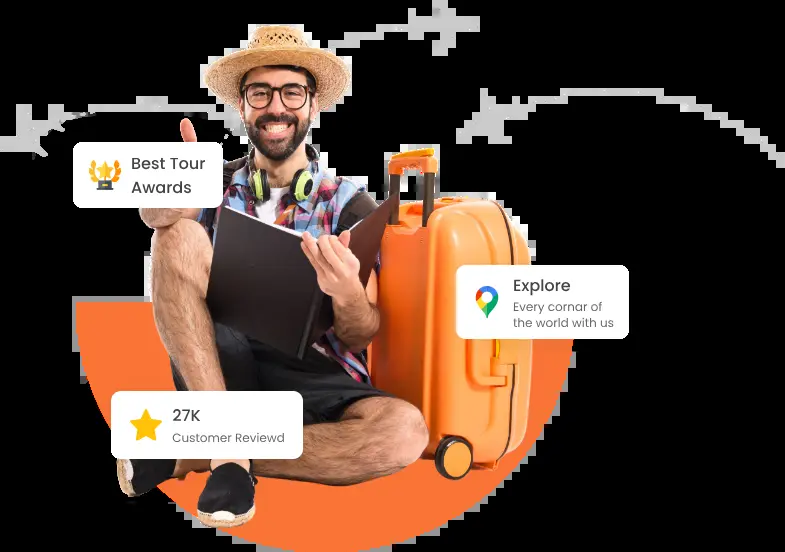 Best Tour
Awards
Explore
Every cornar of
the world with us
27K
Customer Reviewd